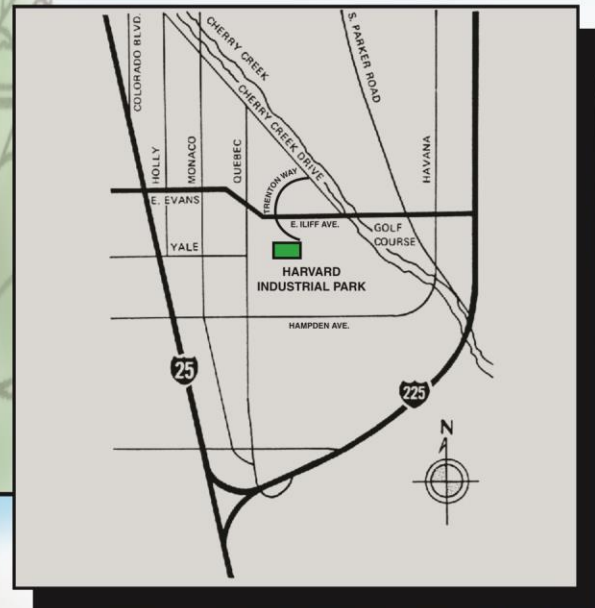 COLORADO BLVD.
HOLLY
MONACO
QUEBEC
CHERRY CREEK
CHERRY CREEK DRIVE
S. PARKER ROAD
HAVANA
TRENTON WAY
E. EVANS
E. ILIFF AVE.
GOLF
COURSE
YALE
HARVARD
INDUSTRIAL PARK
HAMPDEN AVE.
25
225
N